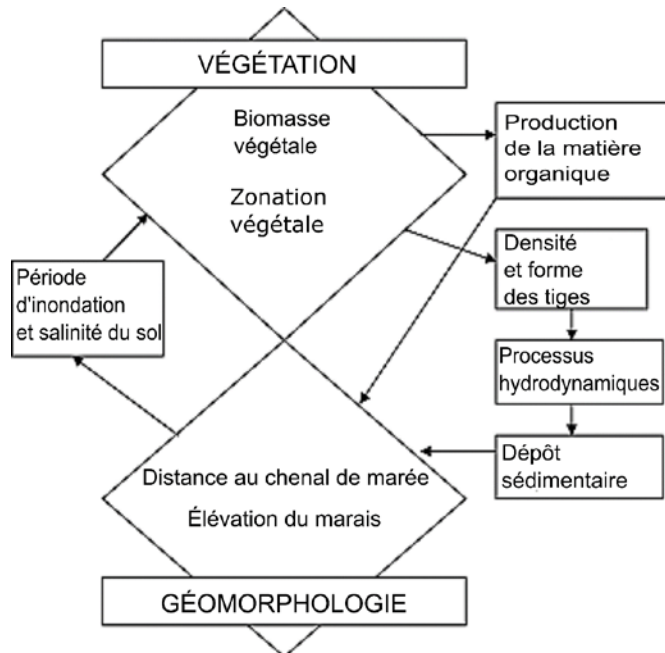 VÉGÉTATION
Biomasse
végétale
Zonation
végétale
Production
de la matière
organique
Densité
et forme
des tiges
Processus
hydrodynamiques
Dépôt
sédimentaire
Période
d'inondation
et salinité du sol
Distance au chenal de marée
Élévation du marais
GÉOMORPHOLOGIE